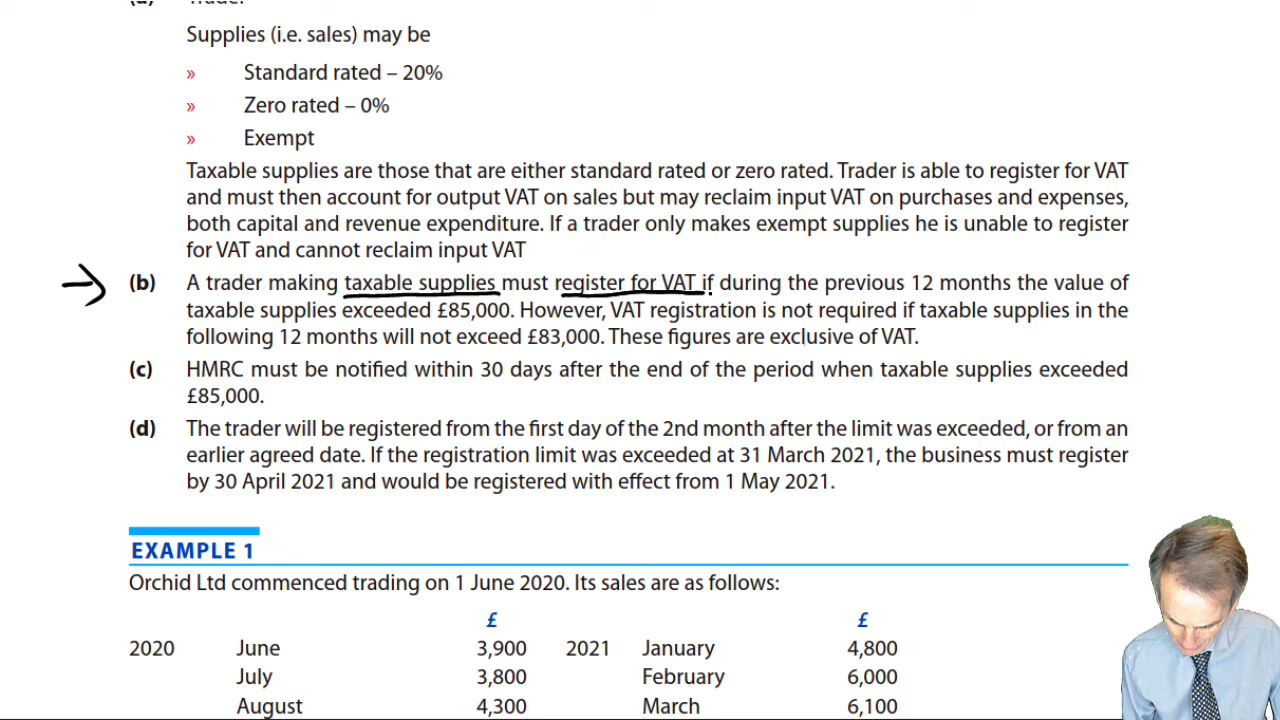 (a) Trader
Supplies (i.e. sales) may be
» Standard rated – 20%
» Zero rated – 0%
» Exempt
Taxable supplies are those that are either standard rated or zero rated. Trader is able to register for VAT
and must then account for output VAT on sales but may reclaim input VAT on purchases and expenses,
both capital and revenue expenditure. If a trader only makes exempt supplies he is unable to register
for VAT and cannot reclaim input VAT
(b) A trader making taxable supplies must register for VAT if during the previous 12 months the value of
taxable supplies exceeded £85,000. However, VAT registration is not required if taxable supplies in the
following 12 months will not exceed £83,000. These figures are exclusive of VAT.
(c) HMRC must be notified within 30 days after the end of the period when taxable supplies exceeded
£85,000.
(d) The trader will be registered from the first day of the 2nd month after the limit was exceeded, or from an
earlier agreed date. If the registration limit was exceeded at 31 March 2021, the business must register
by 30 April 2021 and would be registered with effect from 1 May 2021.
EXAMPLE 1
Orchid Ltd commenced trading on 1 June 2020. Its sales are as follows:
£ £
2020 June 3,900 2021 January 4,800
July 3,800 February 6,000
August 4,300 March 6,100